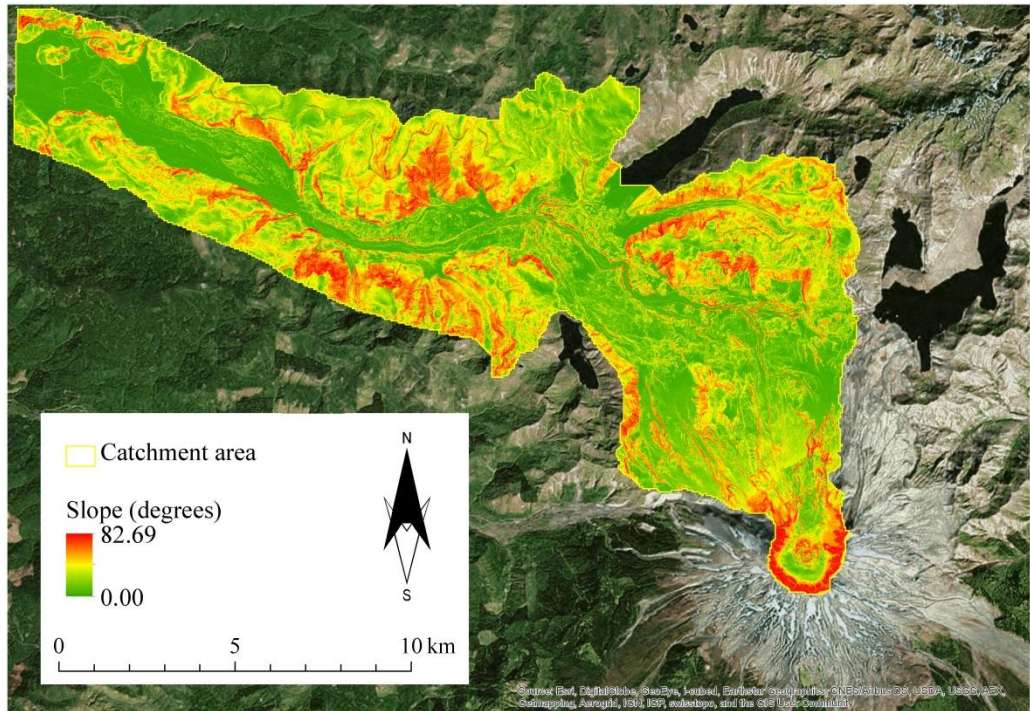 Catchment area
N
Slope (degrees)
82.69
0.00
S
0 5 10 km
Source: Esri, DigitalGlobe, GeoEye, i-cubed, Earthstar Geographics, CNES/Airbus DS, USDA, USGS, AEX,
Getmapping, Aerogrid, IGN, IGP, swisstopo, and the GIS User Community